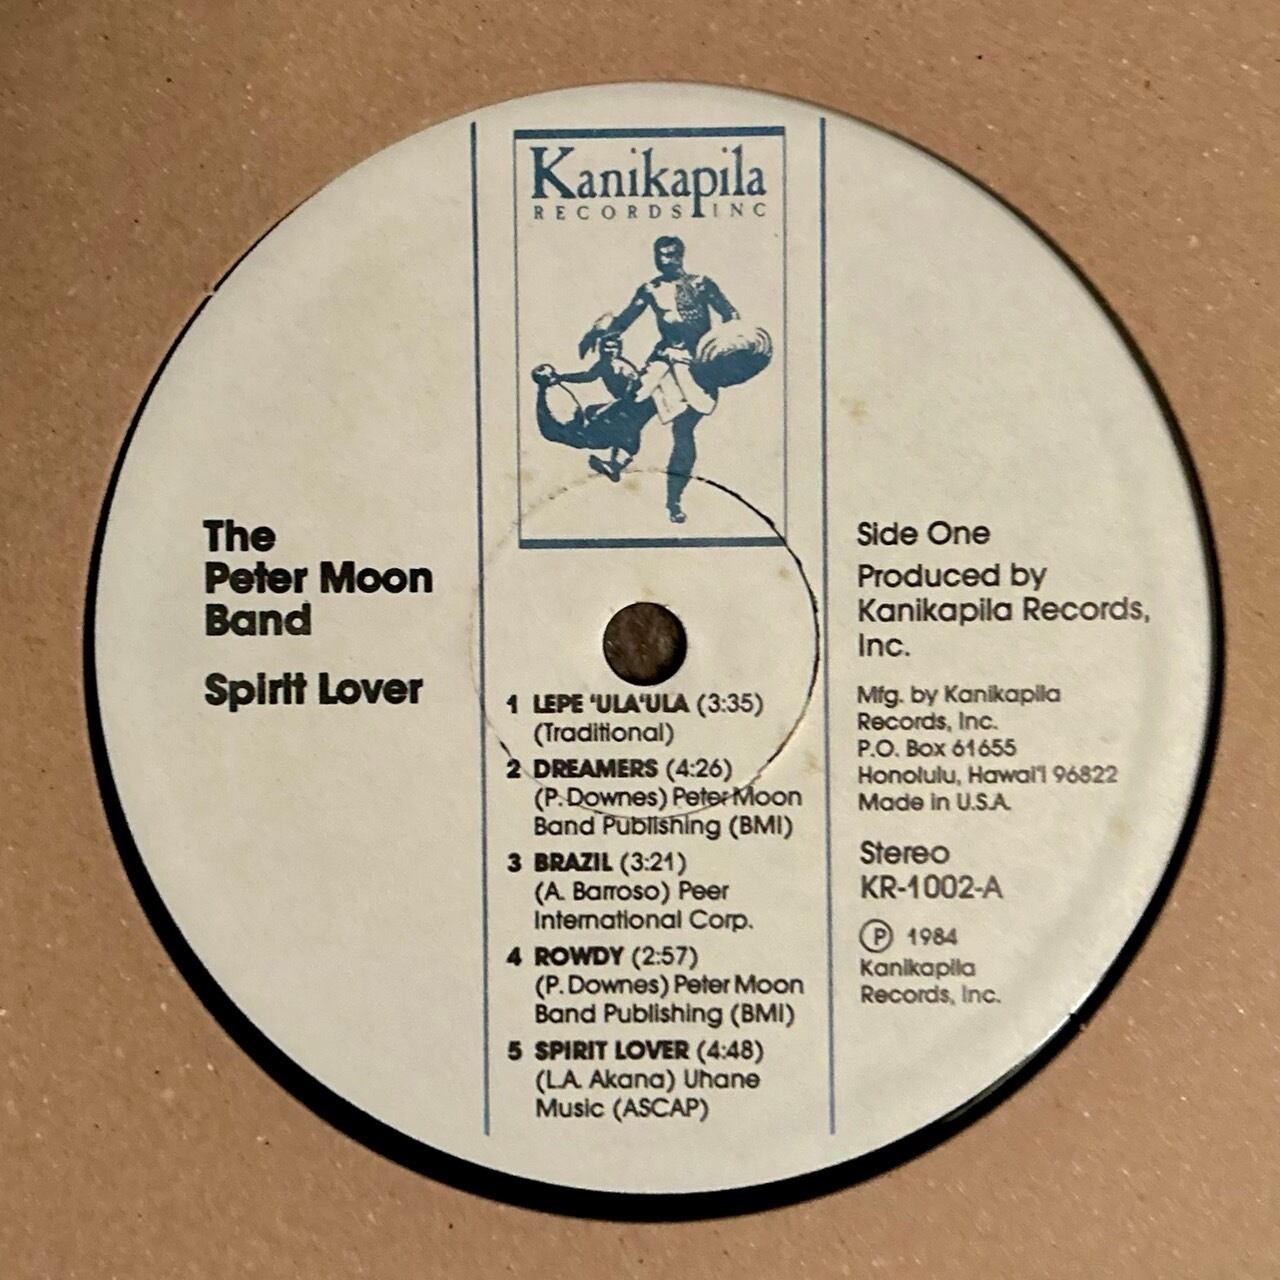 Kanikapila
RECORDS INC
The
Peter Moon
Band
Spirit Lover
1 LEPE ‘ULA‘ULA (3:35)
(Traditional)
2 DREAMERS (4:26)
(P. Downes) Peter Moon
Band Publishing (BMI)
3 BRAZIL (3:21)
(A. Barroso) Peer
International Corp.
4 ROWDY (2:57)
(P. Downes) Peter Moon
Band Publishing (BMI)
5 SPIRIT LOVER (4:48)
(L.A. Akana) Uhane
Music (ASCAP)
Side One
Produced by
Kanikapila Records,
Inc.
Mfg. by Kanikapila
Records, Inc.
P.O. Box 61655
Honolulu, Hawai'i 96822
Made in U.S.A.
Stereo
KR-1002-A
Ⓟ 1984
Kanikapila
Records, Inc.